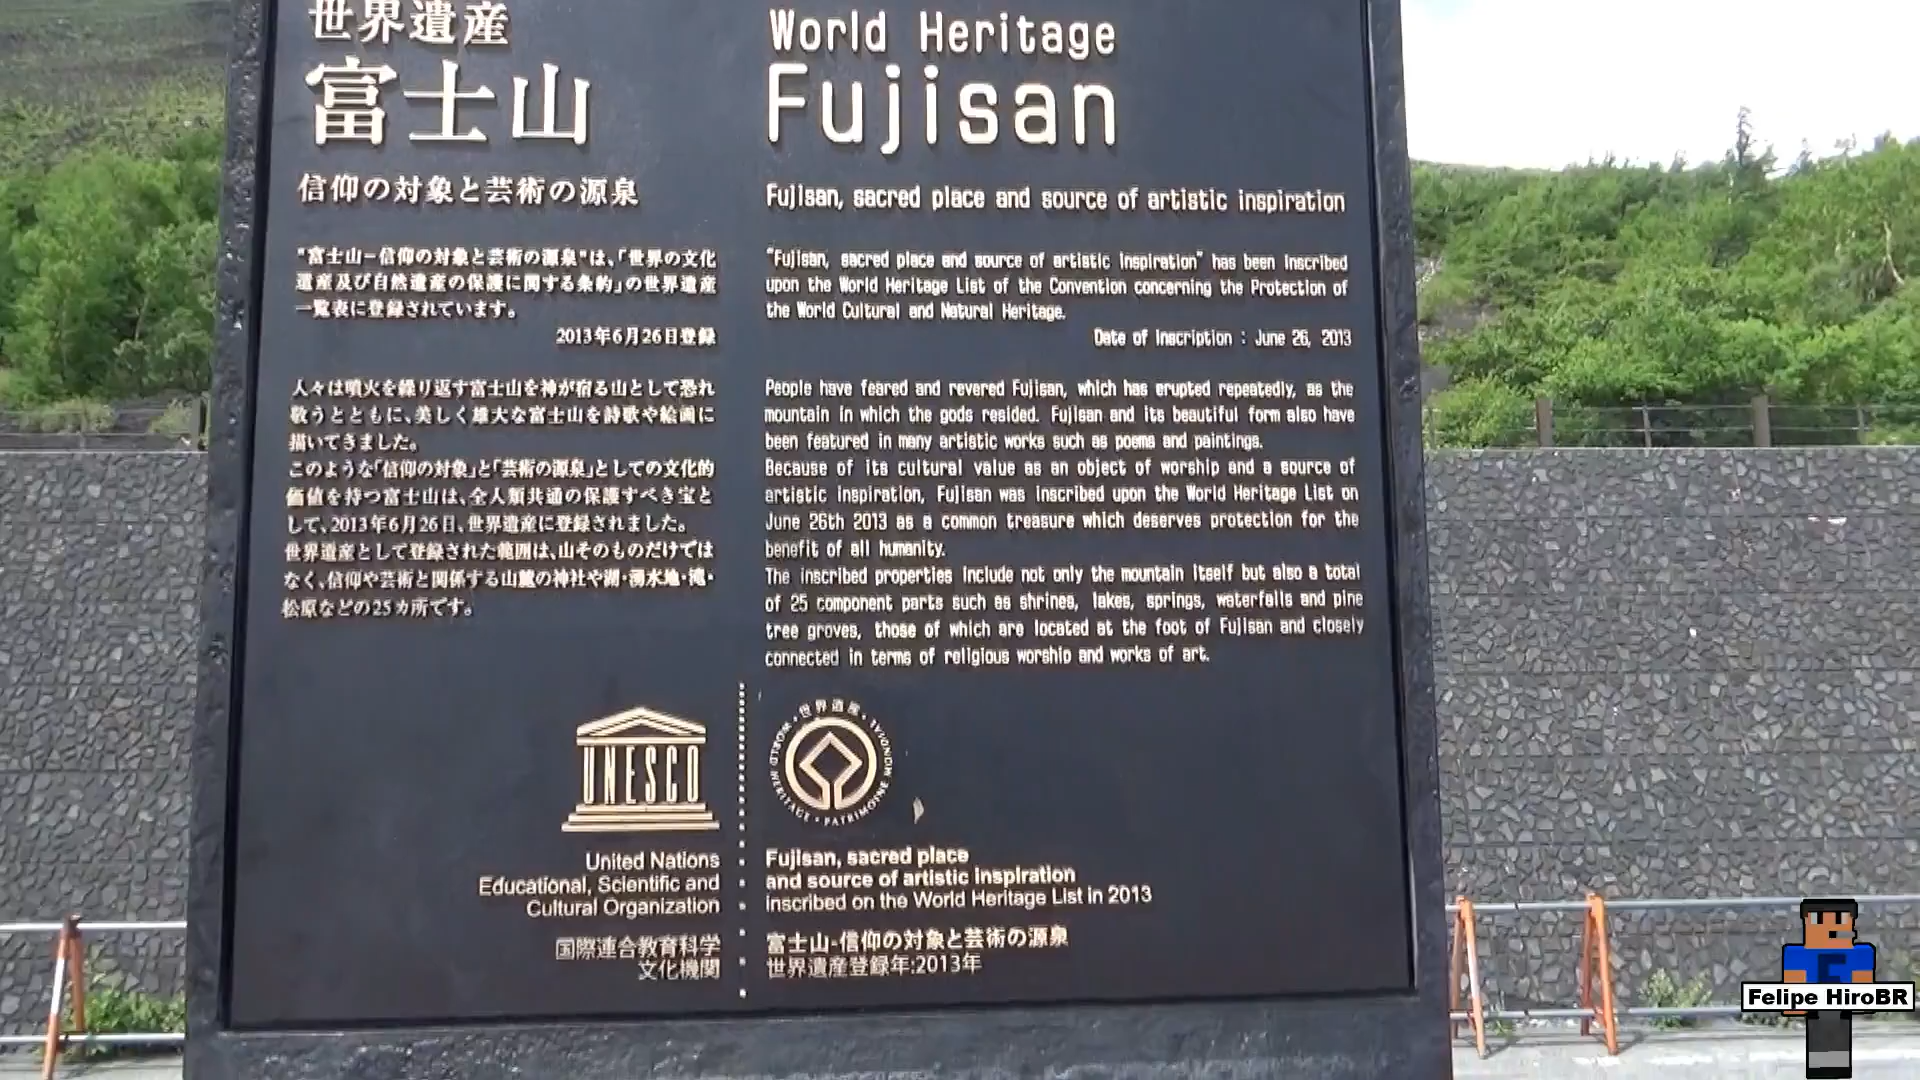 世界遺産
富士山
信仰の対象と芸術の源泉
"富士山-信仰の対象と芸術の源泉"は、「世界の文化
遺産及び自然遺産の保護に関する条約」の世界遺産
一覧表に登録されています。
2013年6月26日登録
人々は噴火を繰り返す富士山を神が宿る山として恐れ
敬うとともに、美しく雄大な富士山を詩歌や絵画に
描いてきました。
このような「信仰の対象」と「芸術の源泉」としての文化的
価値を持つ富士山は、全人類共通の保護すべき宝と
して、2013年6月26日、世界遺産に登録されました。
世界遺産として登録された範囲は、山そのものだけでは
なく、信仰や芸術と関係する山麓の神社や湖・湧水地・滝・
松原などの25カ所です。
World Heritage
Fujisan
Fujisan, sacred place and source of artistic inspiration
"Fujisan, sacred place and source of artistic inspiration" has been inscribed
upon the World Heritage List of the Convention concerning the Protection of
the World Cultural and Natural Heritage.
Date of Inscription : June 26, 2013
People have feared and revered Fujisan, which has erupted repeatedly, as the
mountain in which the gods resided. Fujisan and its beautiful form also have
been featured in many artistic works such as poems and paintings.
Because of its cultural value as an object of worship and a source of
artistic inspiration, Fujisan was inscribed upon the World Heritage List on
June 26th 2013 as a common treasure which deserves protection for the
benefit of all humanity.
The inscribed properties include not only the mountain itself but also a total
of 25 component parts such as shrines, lakes, springs, waterfalls and pine
tree groves, those of which are located at the foot of Fujisan and closely
connected in terms of religious worship and works of art.
UNESCO
United Nations
Educational, Scientific and
Cultural Organization
国際連合教育科学
文化機関
世界遺産 • PATRIMOINE MONDIAL • WORLD HERITAGE •
Fujisan, sacred place
and source of artistic inspiration
inscribed on the World Heritage List in 2013
富士山-信仰の対象と芸術の源泉
世界遺産登録年:2013年
F
Felipe HiroBR